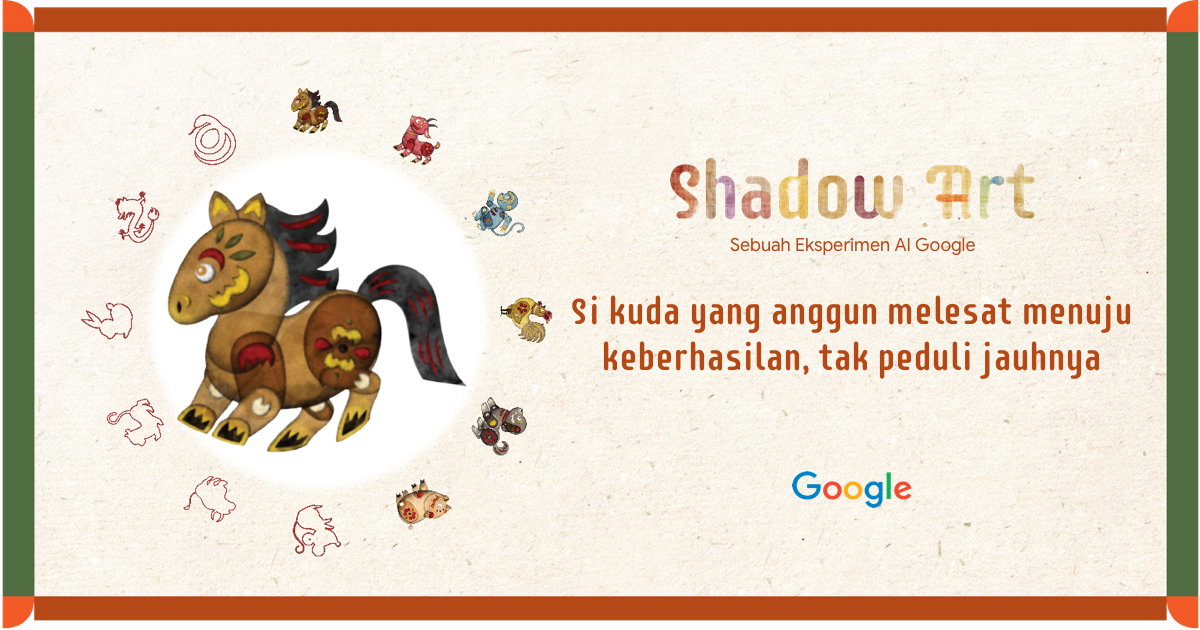 Shadow Art
Sebuah Eksperimen AI Google
Si kuda yang anggun melesat menuju
keberhasilan, tak peduli jauhnya
Google